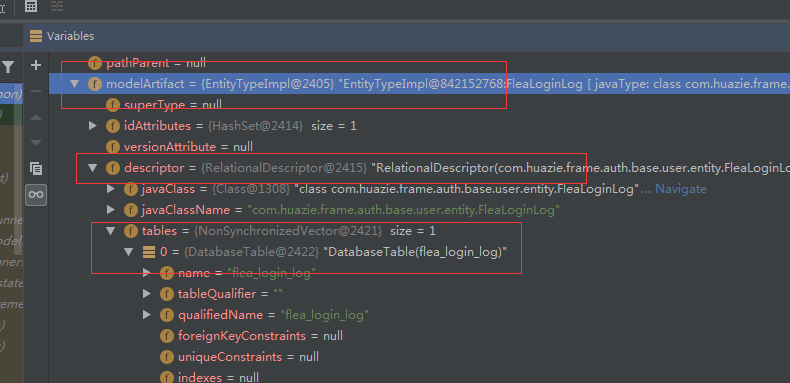 Variables
pathParent = null
modelArtifact = {EntityTypeImpl@2405} "EntityTypeImpl@842152768:FleaLoginLog [ javaType: class com.huazie.frame.auth.
superType = null
idAttributes = {HashSet@2414} size = 1
versionAttribute = null
descriptor = {RelationalDescriptor@2415} "RelationalDescriptor(com.huazie.frame.auth.base.user.entity.FleaLoginLo
javaClass = {Class@1308} "class com.huazie.frame.auth.base.user.entity.FleaLoginLog"... Navigate
javaClassName = "com.huazie.frame.auth.base.user.entity.FleaLoginLog"
tables = {NonSynchronizedVector@2421} size = 1
0 = {DatabaseTable@2422} "DatabaseTable(flea_login_log)"
name = "flea_login_log"
tableQualifier = ""
qualifiedName = "flea_login_log"
foreignKeyConstraints = null
uniqueConstraints = null
indexes = null